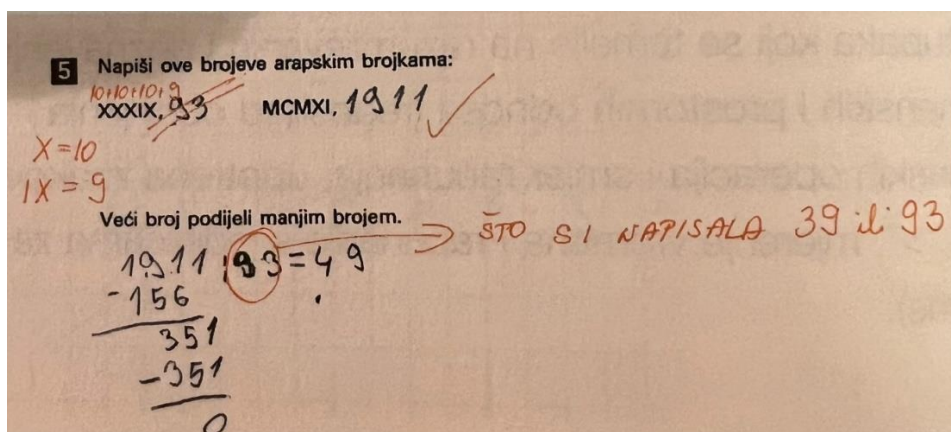 5 Napiši ove brojeve arapskim brojkama:
10+10+10+9
XXXIX, 93 MCMXI, 1911
X=10
IX=9
Veći broj podijeli manjim brojem.
1911:93=49 ŠTO SI NAPISALA 39 ili 93
-156
351
-351
0